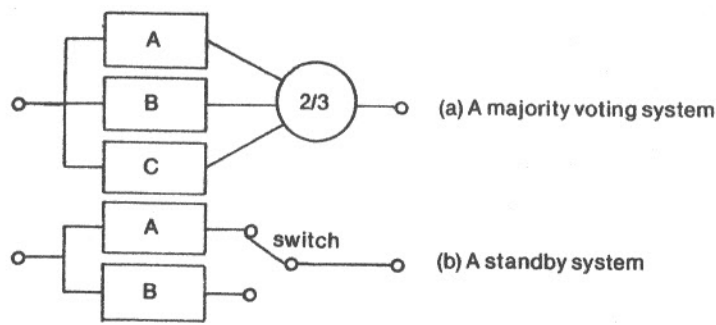 A
B
2/3
(a) A majority voting system
C
A
switch
(b) A standby system
B